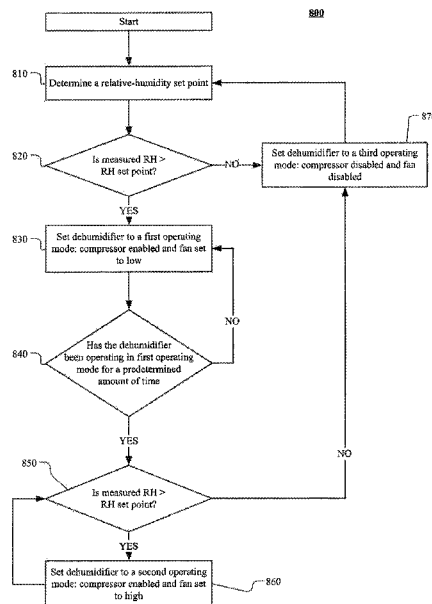 800
Start
810
Determine a relative-humidity set point
870
Set dehumidifier to a third operating
mode: compressor disabled and fan
disabled
820
Is measured RH >
RH set point?
NO
YES
830
Set dehumidifier to a first operating
mode: compressor enabled and fan set
to low
NO
840
Has the dehumidifier
been operating in first operating
mode for a predetermined
amount of time
YES
NO
850
Is measured RH >
RH set point?
YES
Set dehumidifier to a second operating
mode: compressor enabled and fan set
to high
860